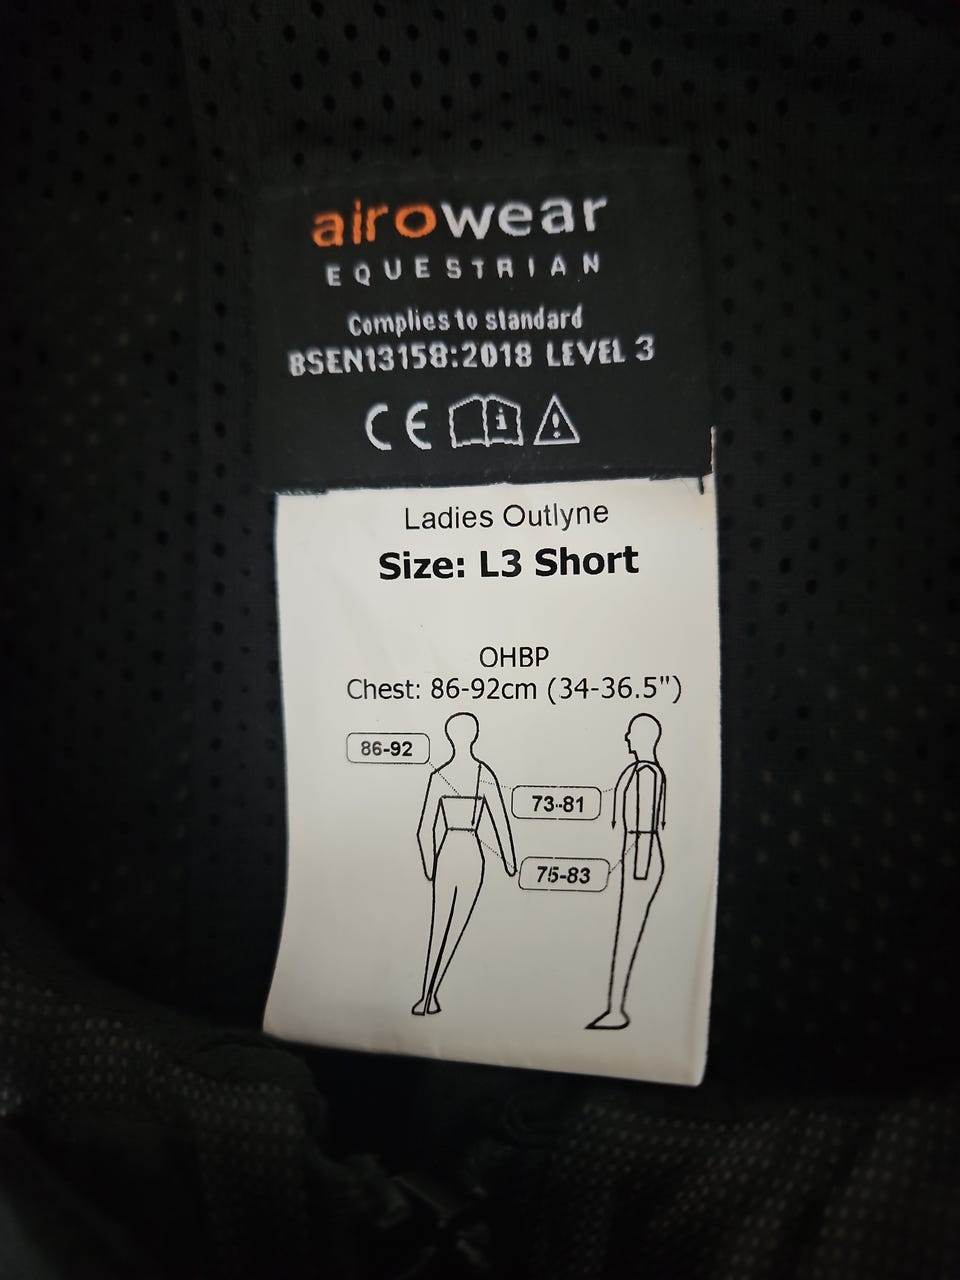 airowear
EQUESTRIAN
Complies to standard
BSEN13158:2018 LEVEL 3
CE i !
Ladies Outlyne
Size: L3 Short
OHBP
Chest: 86-92cm (34-36.5")
86-92
73-81
75-83